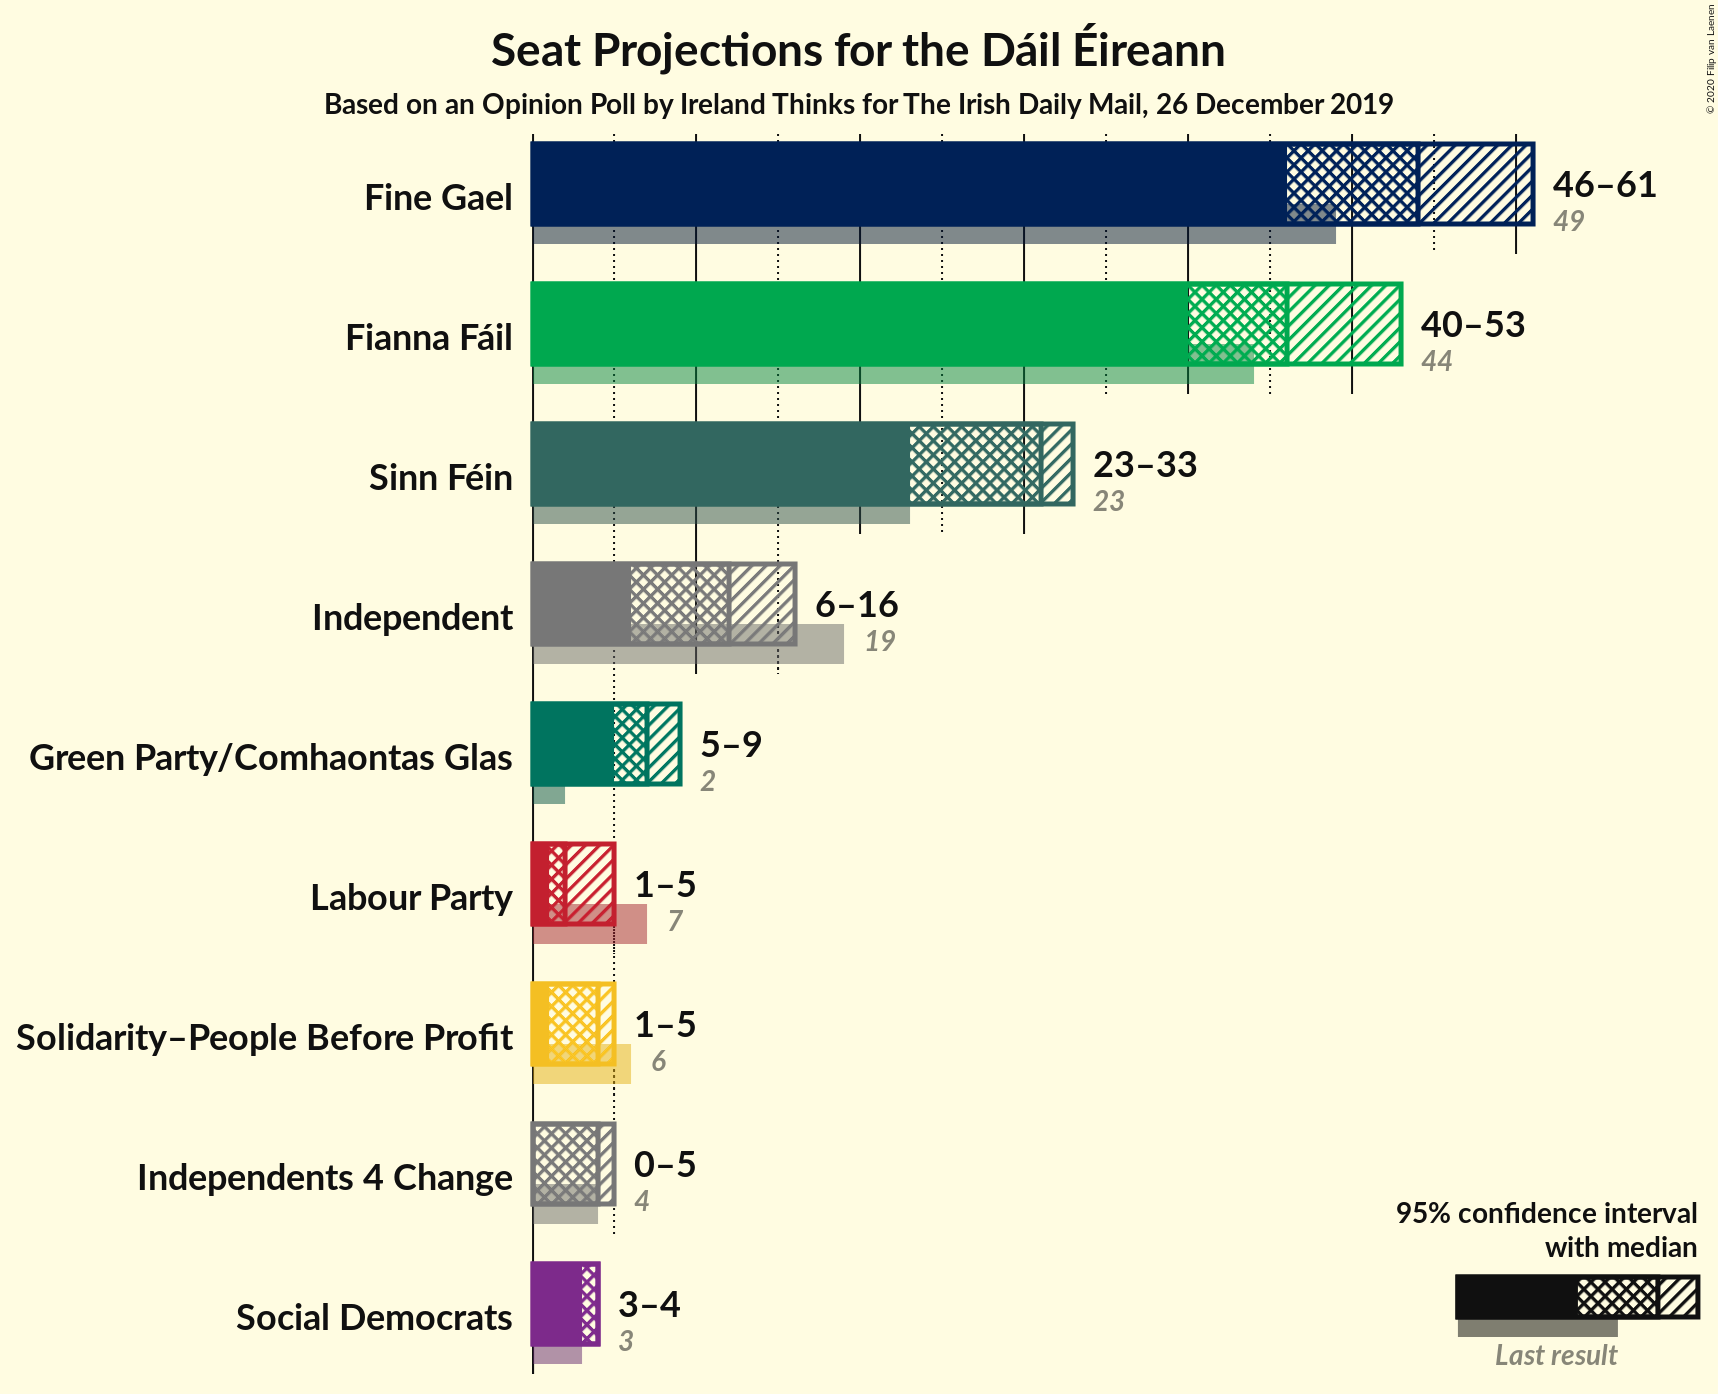 Seat Projections for the Dáil Éireann
Based on an Opinion Poll by Ireland Thinks for The Irish Daily Mail, 26 December 2019
© 2020 Filip van Laenen
Fine Gael
46–61
49
Fianna Fáil
40–53
44
Sinn Féin
23–33
23
Independent
6–16
19
Green Party/Comhaontas Glas
5–9
2
Labour Party
1–5
7
Solidarity–People Before Profit
1–5
6
Independents 4 Change
0–5
4
Social Democrats
3–4
3
95% confidence interval
with median
Last result